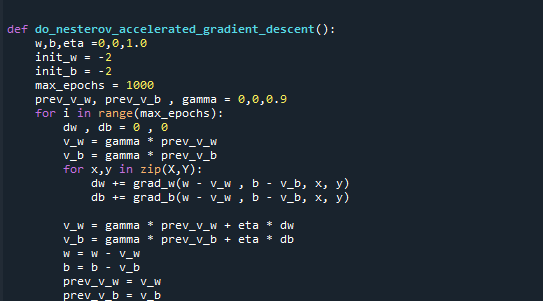 def do_nesterov_accelerated_gradient_descent():
    w,b,eta =0,0,1.0
    init_w = -2
    init_b = -2
    max_epochs = 1000
    prev_v_w, prev_v_b , gamma = 0,0,0.9
    for i in range(max_epochs):
        dw , db = 0 , 0
        v_w = gamma * prev_v_w
        v_b = gamma * prev_v_b
        for x,y in zip(X,Y):
            dw += grad_w(w - v_w , b - v_b, x, y)
            db += grad_b(w - v_w , b - v_b, x, y)

        v_w = gamma * prev_v_w + eta * dw
        v_b = gamma * prev_v_b + eta * db
        w = w - v_w
        b = b - v_b
        prev_v_w = v_w
        prev_v_b = v_b